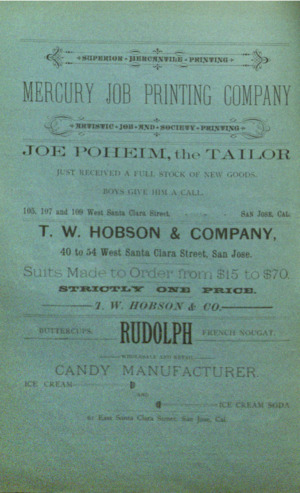 SUPERIOR MERCANTILE PRINTING
MERCURY JOB PRINTING COMPANY
ARTISTIC JOB AND SOCIETY PRINTING
JOE POHEIM, the TAILOR
JUST RECEIVED A FULL STOCK OF NEW GOODS.
BOYS GIVE HIM A CALL.
105, 107 and 109 West Santa Clara Street, SAN JOSE, CAL.
T. W. HOBSON & COMPANY,
40 to 54 West Santa Clara Street, San Jose.
Suits Made to Order from $15 to $70.
STRICTLY ONE PRICE.
T. W. HOBSON & CO.
BUTTERCUPS. RUDOLPH FRENCH NOUGAT.
WHOLESALE AND RETAIL
CANDY MANUFACTURER
ICE CREAM
AND
ICE CREAM SODA
East Santa Clara Street, San Jose, Cal.